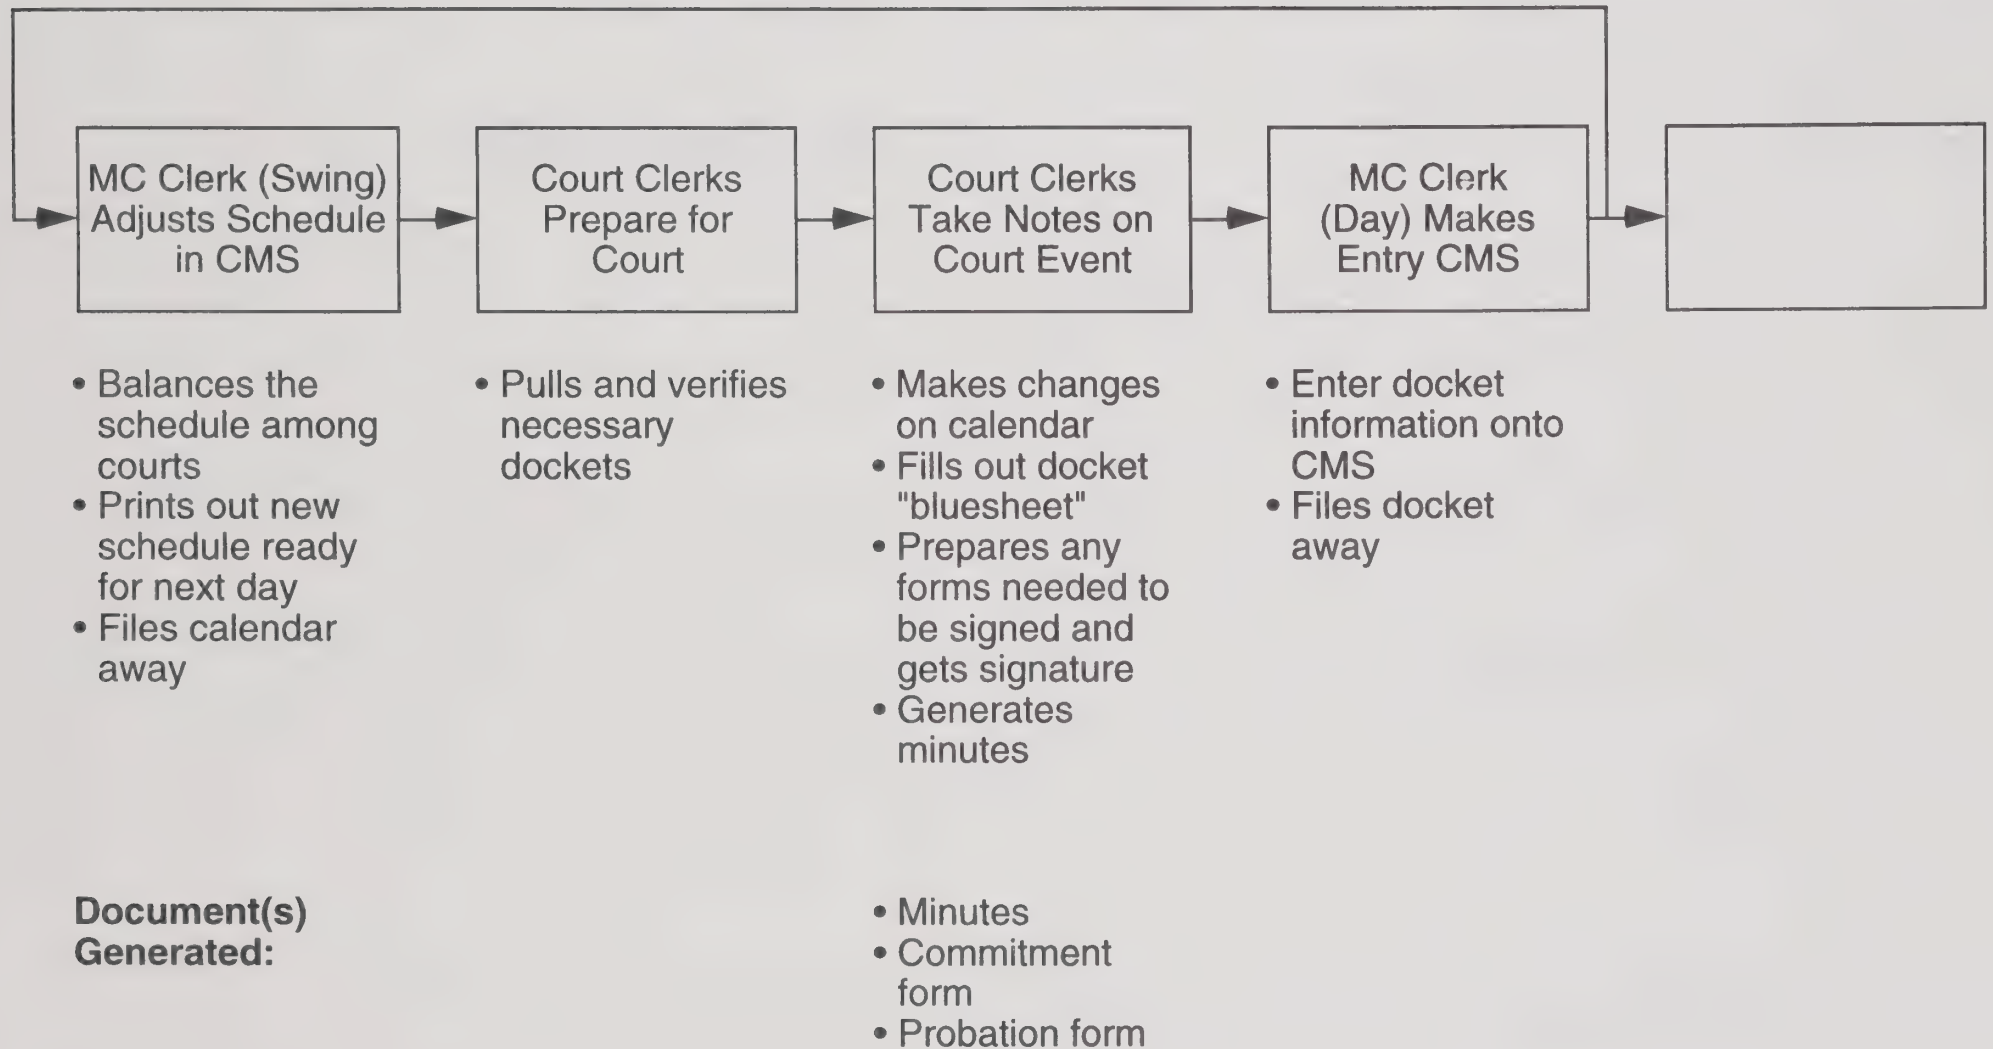 MC Clerk (Swing)
Adjusts Schedule
in CMS
Court Clerks
Prepare for
Court
Court Clerks
Take Notes on
Court Event
MC Clerk
(Day) Makes
Entry CMS
• Balances the
schedule among
courts
• Prints out new
schedule ready
for next day
• Files calendar
away
• Pulls and verifies
necessary
dockets
• Makes changes
on calendar
• Fills out docket
"bluesheet"
• Prepares any
forms needed to
be signed and
gets signature
• Generates
minutes
• Enter docket
information onto
CMS
• Files docket
away
Document(s)
Generated:
• Minutes
• Commitment
form
• Probation form